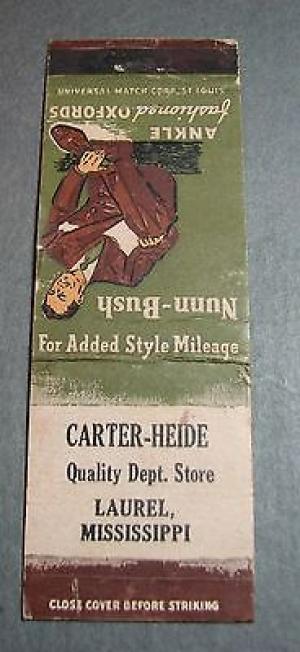 UNIVERSAL MATCH CORP., ST. LOUIS
Nunn-Bush
ANKLE
fashioned OXFORDS
For Added Style Mileage
CARTER-HEIDE
Quality Dept. Store
LAUREL,
MISSISSIPPI
CLOSE COVER BEFORE STRIKING